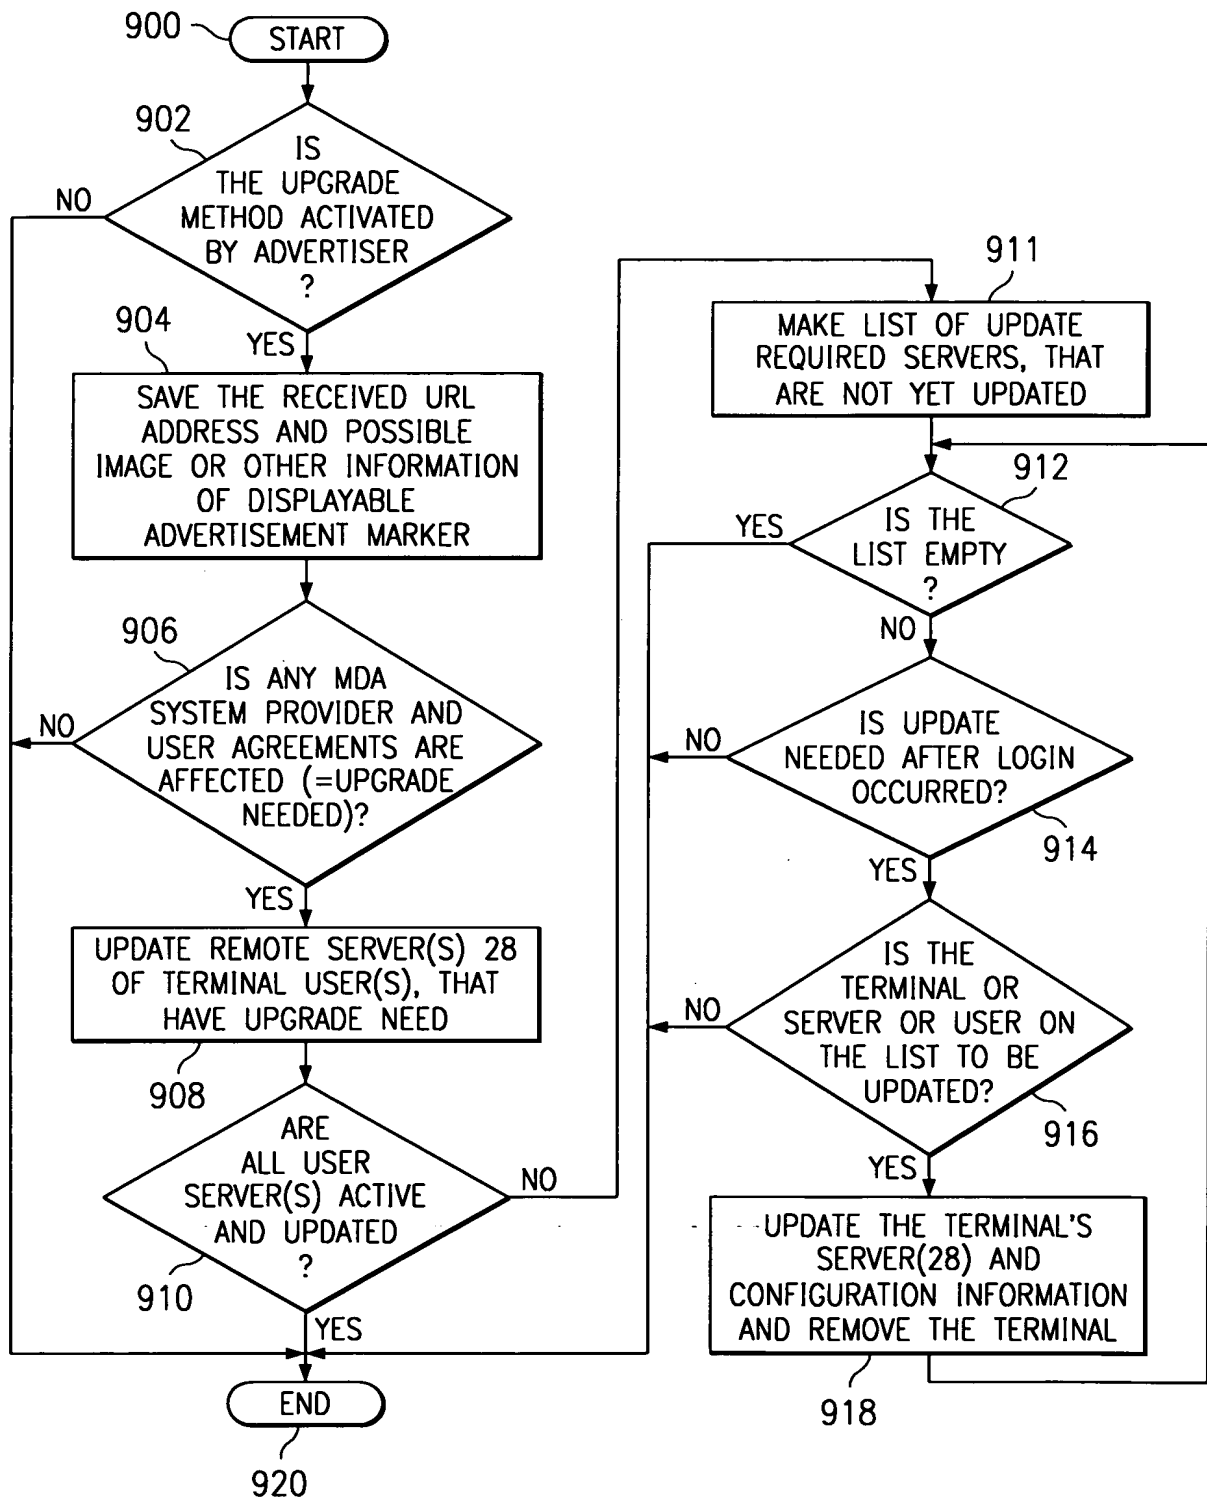 900
START
902
IS
THE UPGRADE
METHOD ACTIVATED
BY ADVERTISER
?
NO
YES
904
SAVE THE RECEIVED URL
ADDRESS AND POSSIBLE
IMAGE OR OTHER INFORMATION
OF DISPLAYABLE
ADVERTISEMENT MARKER
906
IS ANY MDA
SYSTEM PROVIDER AND
USER AGREEMENTS ARE
AFFECTED (=UPGRADE
NEEDED)?
NO
YES
UPDATE REMOTE SERVER(S) 28
OF TERMINAL USER(S), THAT
HAVE UPGRADE NEED
908
ARE
ALL USER
SERVER(S) ACTIVE
AND UPDATED
?
910
NO
YES
END
920
911
MAKE LIST OF UPDATE
REQUIRED SERVERS, THAT
ARE NOT YET UPDATED
912
IS THE
LIST EMPTY
?
YES
NO
IS UPDATE
NEEDED AFTER LOGIN
OCCURRED?
914
NO
YES
IS THE
TERMINAL OR
SERVER OR USER ON
THE LIST TO BE
UPDATED?
916
NO
YES
UPDATE THE TERMINAL'S
SERVER(28) AND
CONFIGURATION INFORMATION
AND REMOVE THE TERMINAL
918